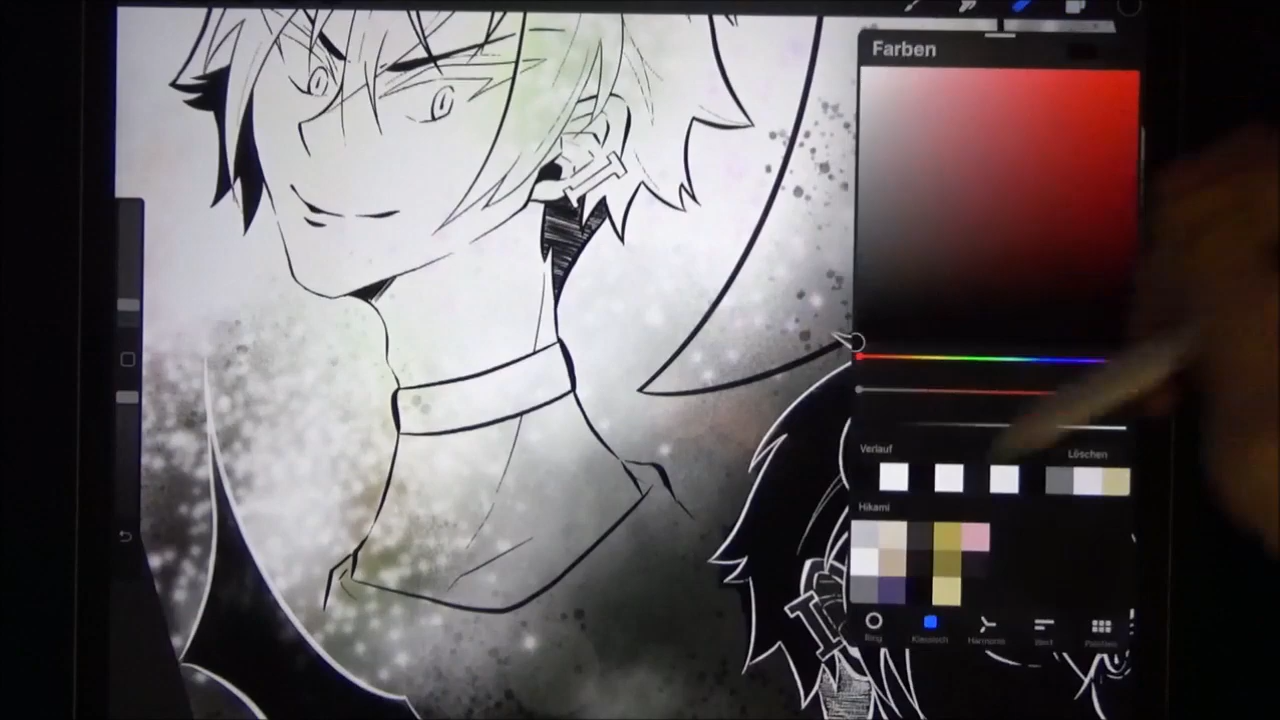 Farben
Verlauf
Löschen
Hikami
Ring
Klassisch
Harmonie
Wert
Paletten